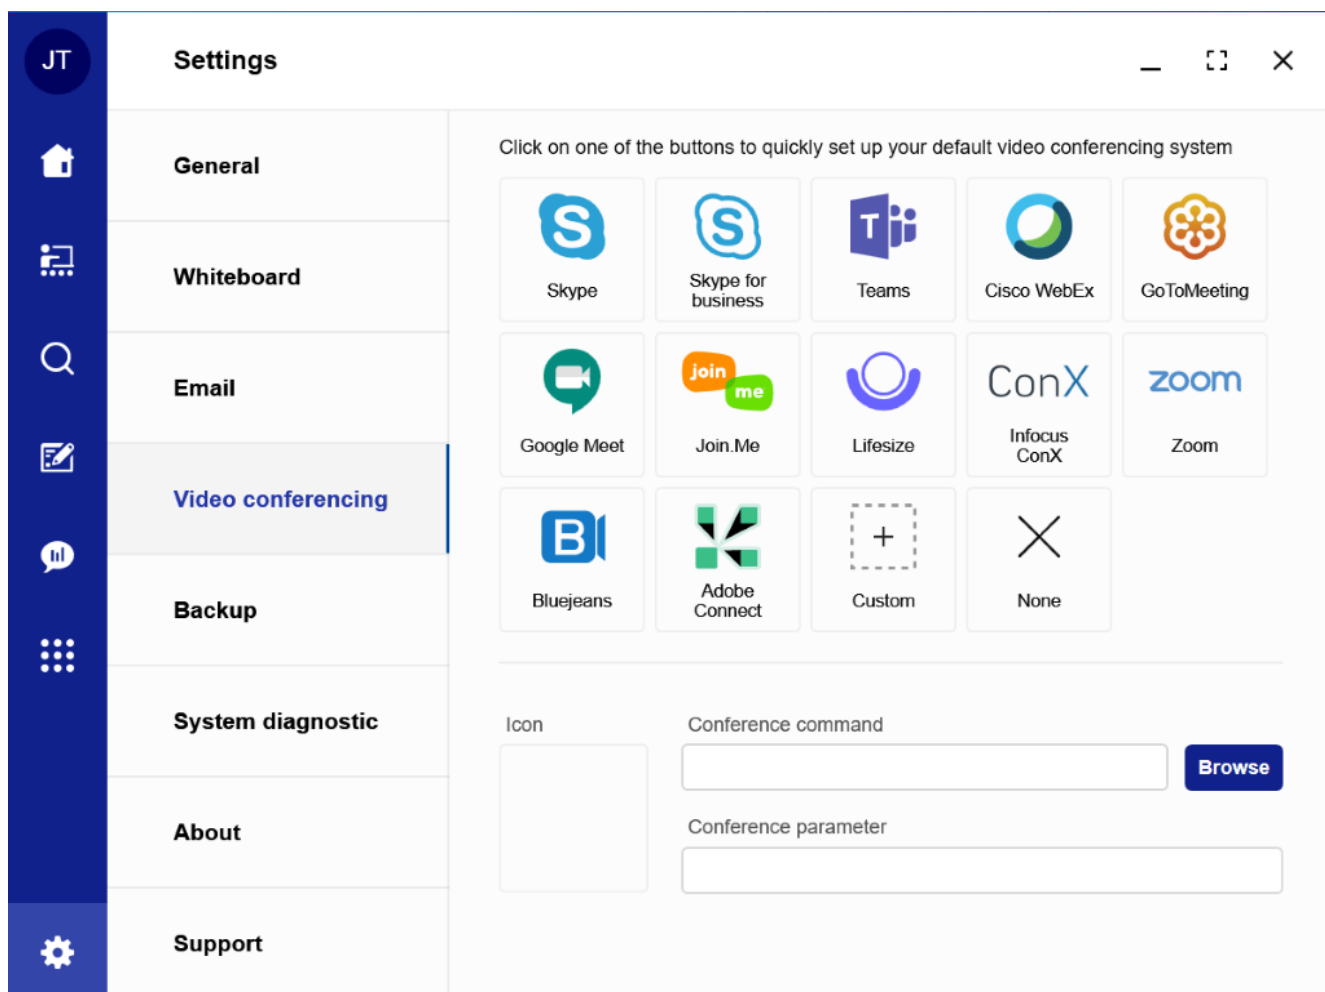 JT
Settings
General
Whiteboard
Email
Video conferencing
Backup
System diagnostic
About
Support
Click on one of the buttons to quickly set up your default video conferencing system
S
Skype
S
Skype for
business
T
Teams
Cisco WebEx
GoToMeeting
Google Meet
join
me
Join.Me
Lifesize
ConX
Infocus
ConX
zoom
Zoom
B
Bluejeans
Adobe
Connect
Custom
None
Icon
Conference command
Browse
Conference parameter